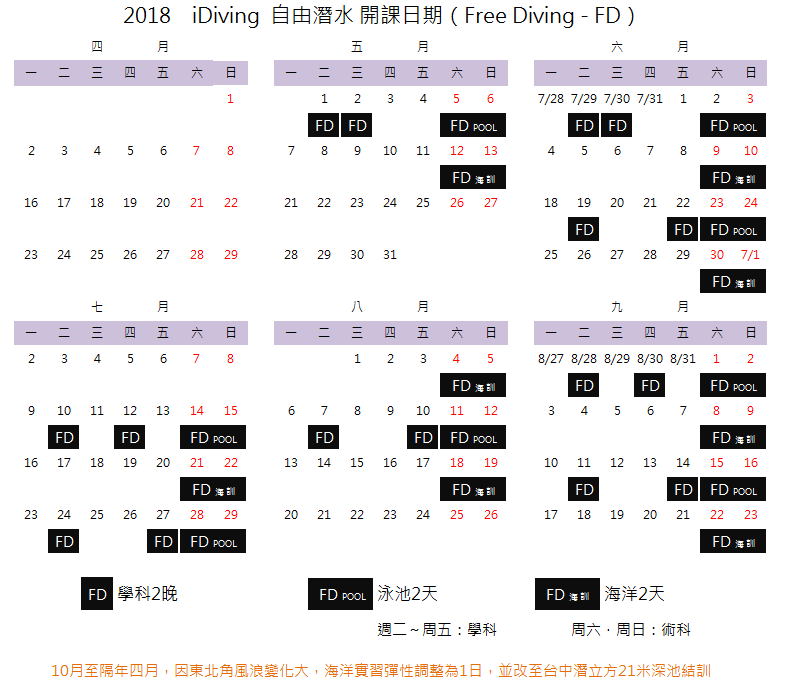 2018 iDiving 自由潛水 開課日期 ( Free Diving - FD )
四 月 五 月 六 月
一 二 三 四 五 六 日 一 二 三 四 五 六 日 一 二 三 四 五 六 日
1 1 2 3 4 5 6 7/28 7/29 7/30 7/31 1 2 3
FD FD FD POOL FD FD FD POOL
2 3 4 5 6 7 8 7 8 9 10 11 12 13 4 5 6 7 8 9 10
FD 海訓 FD 海訓
16 17 18 19 20 21 22 21 22 23 24 25 26 27 18 19 20 21 22 23 24
FD FD FD POOL
23 24 25 26 27 28 29 28 29 30 31 25 26 27 28 29 30 7/1
FD 海訓
七 月 八 月 九 月
一 二 三 四 五 六 日 一 二 三 四 五 六 日 一 二 三 四 五 六 日
2 3 4 5 6 7 8 1 2 3 4 5 8/27 8/28 8/29 8/30 8/31 1 2
FD 海訓 FD FD FD POOL
9 10 11 12 13 14 15 6 7 8 9 10 11 12 3 4 5 6 7 8 9
FD FD FD POOL FD FD FD POOL FD 海訓
16 17 18 19 20 21 22 13 14 15 16 17 18 19 10 11 12 13 14 15 16
FD 海訓 FD 海訓 FD FD FD POOL
23 24 25 26 27 28 29 20 21 22 23 24 25 26 17 18 19 20 21 22 23
FD FD FD POOL FD 海訓
FD 學科2晚 FD POOL 泳池2天 FD 海訓 海洋2天
週二～周五：學科 周六．周日：術科
10月至隔年四月，因東北角風浪變化大，海洋實習彈性調整為1日，並改至台中潛立方21米深池結訓